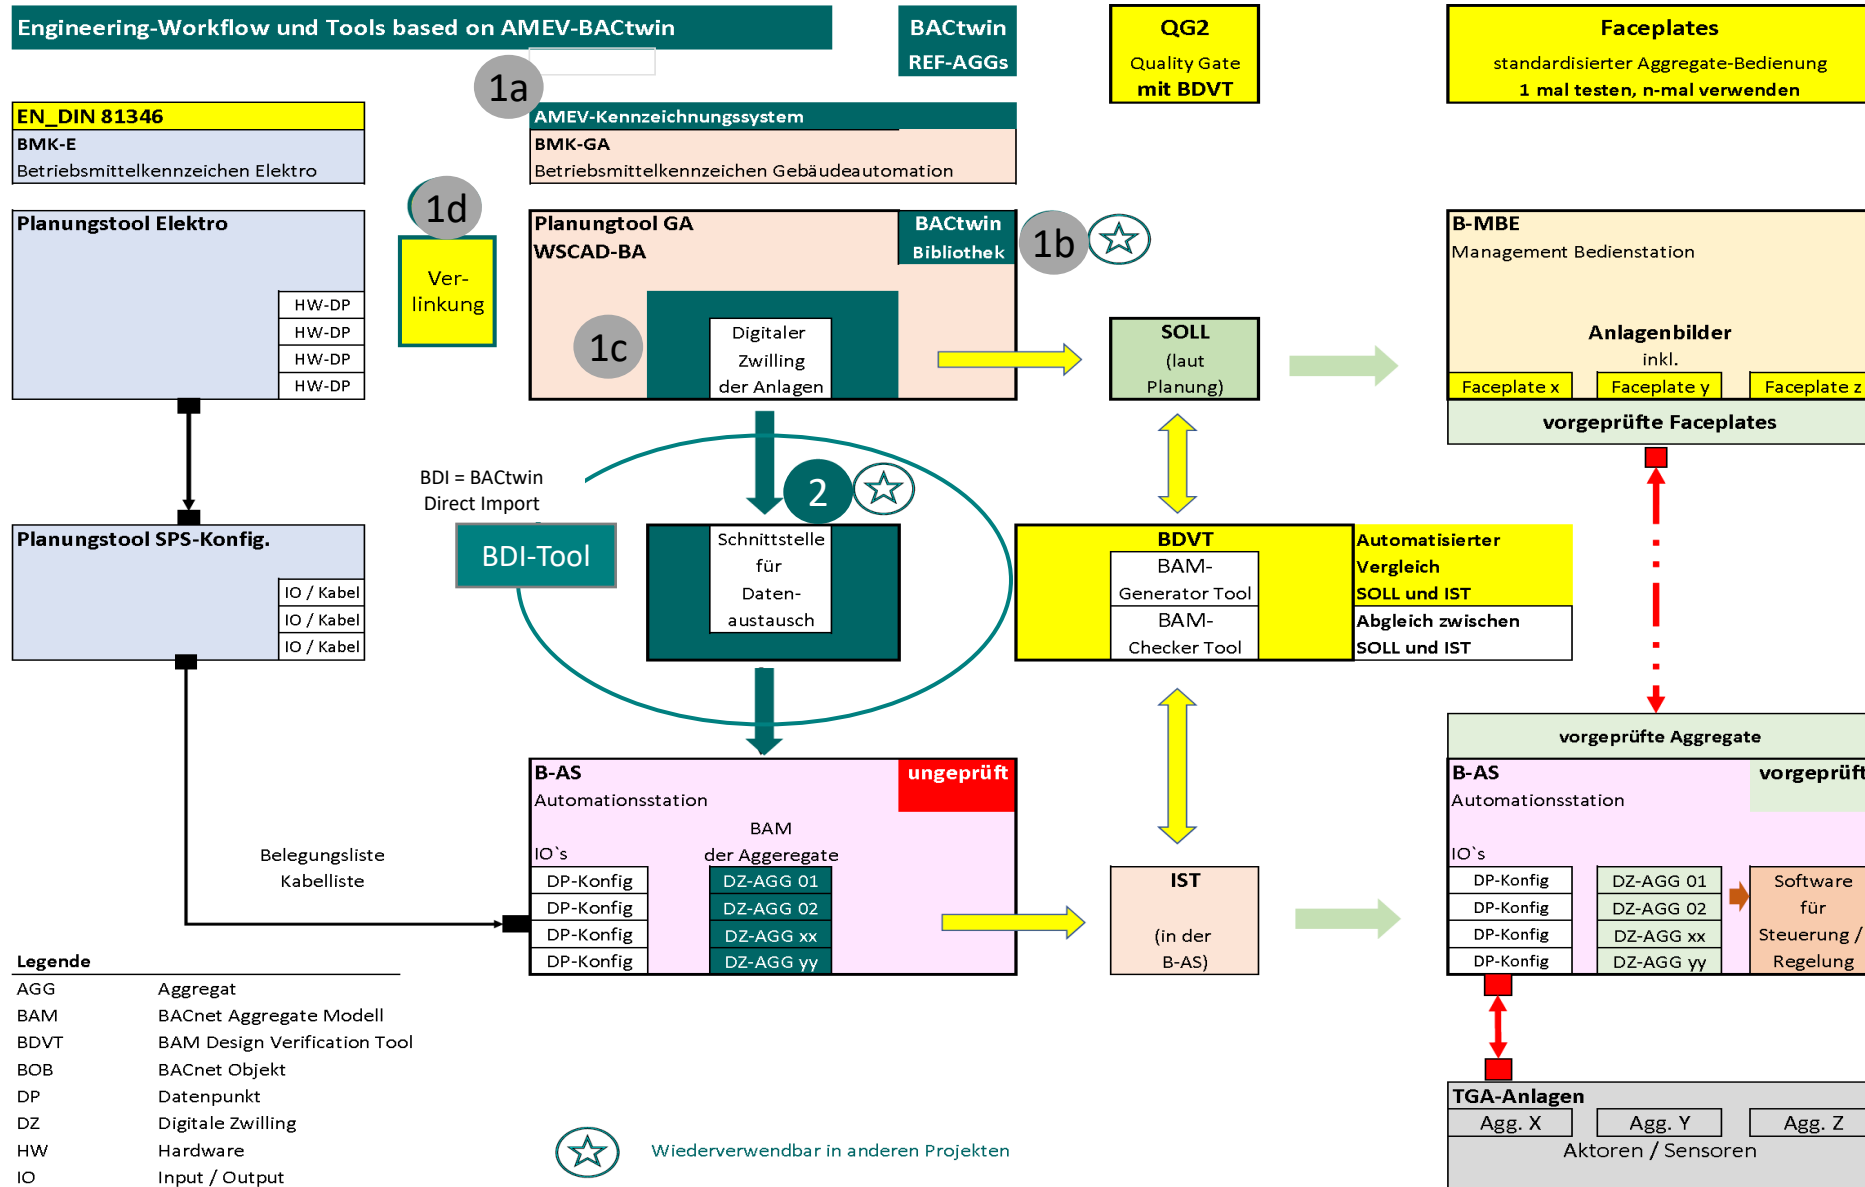 Engineering-Workflow und Tools based on AMEV-BACtwin
BACtwin
REF-AGGs
QG2
Quality Gate
mit BDVT
Faceplates
standardisierter Aggregate-Bedienung
1 mal testen, n-mal verwenden
1a
EN_DIN 81346
BMK-E
Betriebsmittelkennzeichen Elektro
AMEV-Kennzeichnungssystem
BMK-GA
Betriebsmittelkennzeichen Gebäudeautomation
1d
Ver-
linkung
Planungstool Elektro
HW-DP
HW-DP
HW-DP
HW-DP
Planungtool GA
WSCAD-BA
BACtwin
Bibliothek
1b
1c
Digitaler
Zwilling
der Anlagen
SOLL
(laut
Planung)
B-MBE
Management Bedienstation
Anlagenbilder
inkl.
Faceplate x
Faceplate y
Faceplate z
vorgeprüfte Faceplates
BDI = BACtwin
Direct Import
BDI-Tool
2
Schnittstelle
für
Daten-
austausch
Planungstool SPS-Konfig.
IO / Kabel
IO / Kabel
IO / Kabel
BDVT
BAM-
Generator Tool
BAM-
Checker Tool
Automatisierter
Vergleich
SOLL und IST
Abgleich zwischen
SOLL und IST
Belegungsliste
Kabelliste
B-AS
ungeprüft
Automationsstation
BAM
der Aggeregate
IO`s
DP-Konfig
DP-Konfig
DP-Konfig
DP-Konfig
DZ-AGG 01
DZ-AGG 02
DZ-AGG xx
DZ-AGG yy
IST
(in der
B-AS)
vorgeprüfte Aggregate
B-AS
vorgeprüft
Automationsstation
IO`s
DP-Konfig
DP-Konfig
DP-Konfig
DP-Konfig
DZ-AGG 01
DZ-AGG 02
DZ-AGG xx
DZ-AGG yy
Software
für
Steuerung /
Regelung
TGA-Anlagen
Agg. X
Agg. Y
Agg. Z
Aktoren / Sensoren
Legende
AGG Aggregat
BAM BACnet Aggregate Modell
BDVT BAM Design Verification Tool
BOB BACnet Objekt
DP Datenpunkt
DZ Digitale Zwilling
HW Hardware
IO Input / Output
Wiederverwendbar in anderen Projekten